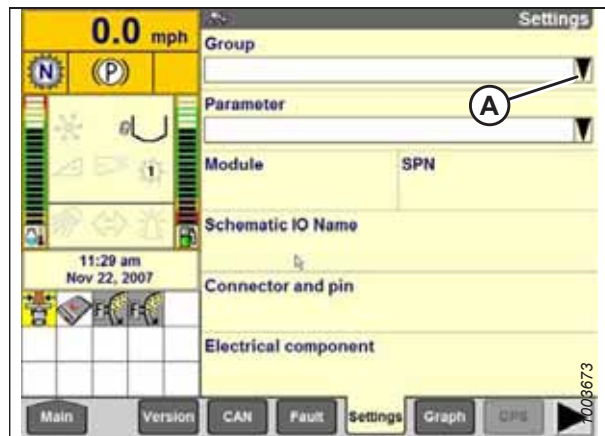 0.0 mph
N
P
1
11:29 am
Nov 22, 2007
F
F
Settings
Group
A
Parameter
Module
SPN
Schematic IO Name
Connector and pin
Electrical component
Main
Version
CAN
Fault
Settings
Graph
GPS
1003673